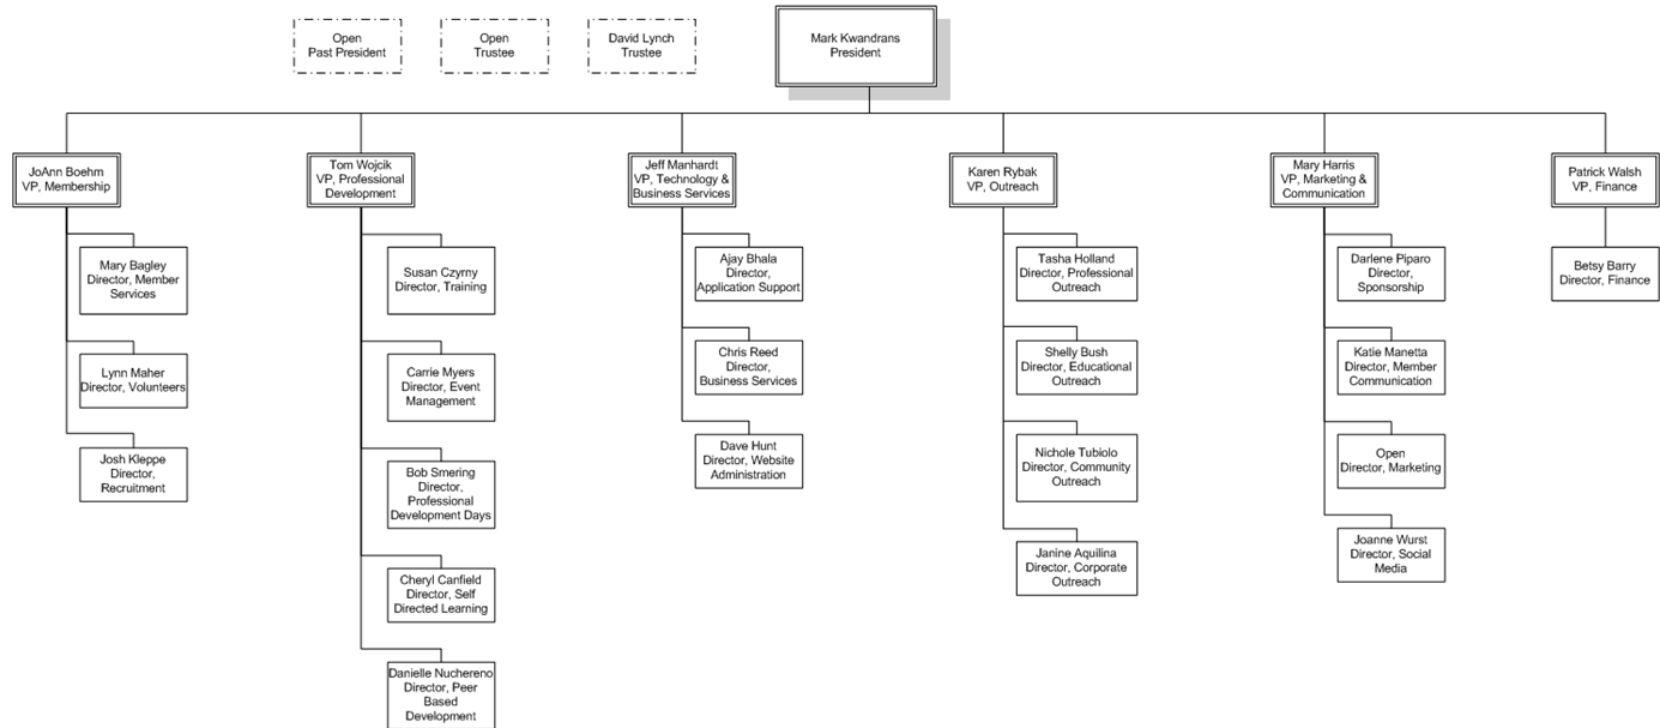 Open
Past President
Open
Trustee
David Lynch
Trustee
Mark Kwandrans
President
JoAnn Boehm
VP, Membership
Tom Wojcik
VP, Professional
Development
Jeff Manhardt
VP, Technology &
Business Services
Karen Rybak
VP, Outreach
Mary Harris
VP, Marketing &
Communication
Patrick Walsh
VP, Finance
Mary Bagley
Director, Member
Services
Lynn Maher
Director, Volunteers
Josh Kleppe
Director,
Recruitment
Susan Czyrny
Director, Training
Carrie Myers
Director, Event
Management
Bob Smering
Director,
Professional
Development Days
Cheryl Canfield
Director, Self
Directed Learning
Danielle Nuchereno
Director, Peer
Based
Development
Ajay Bhala
Director,
Application Support
Chris Reed
Director,
Business Services
Dave Hunt
Director, Website
Administration
Tasha Holland
Director, Professional
Outreach
Shelly Bush
Director, Educational
Outreach
Nichole Tubiolo
Director, Community
Outreach
Janine Aquilina
Director, Corporate
Outreach
Darlene Piparo
Director,
Sponsorship
Katie Manetta
Director, Member
Communication
Open
Director, Marketing
Joanne Wurst
Director, Social
Media
Betsy Barry
Director, Finance